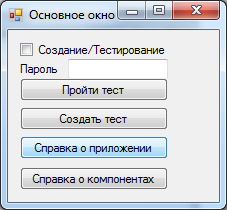 Основное окно
Создание/Тестирование
Пароль
Пройти тест
Создать тест
Справка о приложении
Справка о компонентах